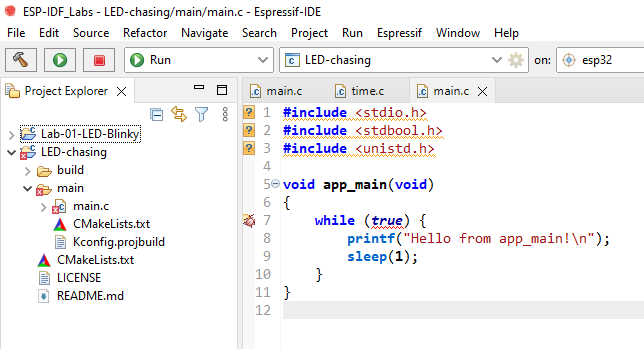 ESP-IDF_Labs - LED-chasing/main/main.c - Espressif-IDE
File Edit Source Refactor Navigate Search Project Run Espressif Window Help
Run LED-chasing on: esp32
Project Explorer
Lab-01-LED-Blinky
LED-chasing
build
main
main.c
CMakeLists.txt
Kconfig.projbuild
CMakeLists.txt
LICENSE
README.md
main.c time.c main.c
1 #include <stdio.h>
2 #include <stdbool.h>
3 #include <unistd.h>
4
5 void app_main(void)
6 {
7 while (true) {
8 printf("Hello from app_main!\n");
9 sleep(1);
10 }
11 }
12